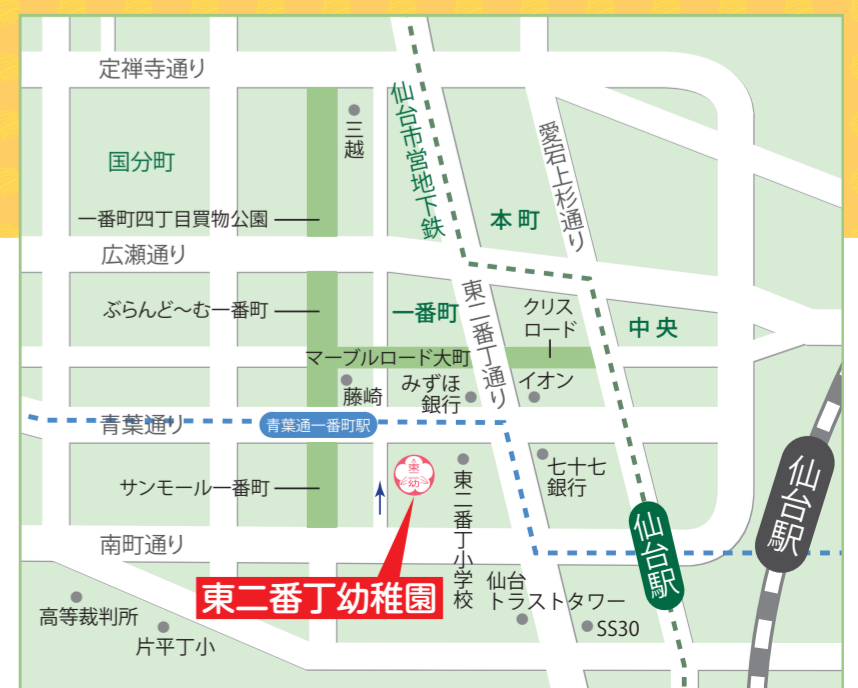 定禅寺通り
三越
仙台市営地下鉄
愛宕上杉通り
国分町
本町
一番町四丁目買物公園
広瀬通り
東二番丁通り
ぶらんど〜む一番町
一番町
クリス
ロード
中央
マーブルロード大町
藤崎
みずほ
銀行
イオン
青葉通り
青葉通一番町駅
東
幼
七十七
銀行
仙台駅
サンモール一番町
東二番丁小学校
仙台駅
南町通り
東二番丁幼稚園
仙台
トラストタワー
高等裁判所
SS30
片平丁小